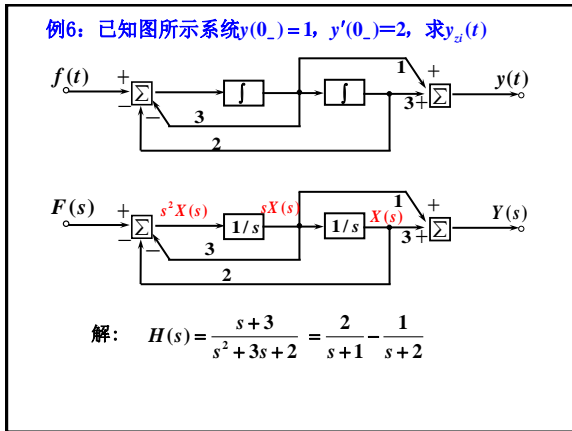 例6：已知图所示系统y(0₋)=1，y′(0₋)=2，求y_zi(t)
f(t) + − Σ − ∫ ∫ 1 + 3 + Σ y(t)
3
2
F(s) + − Σ − s²X(s) 1/s sX(s) 1/s X(s) 1 + 3 + Σ Y(s)
3
2
解： H(s) = (s+3)/(s²+3s+2) = 2/(s+1) − 1/(s+2)